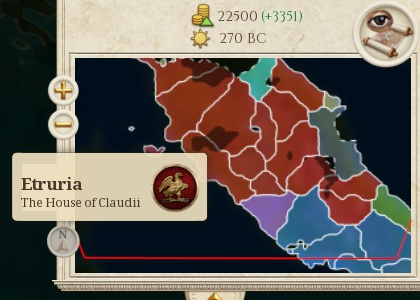 22500 (+3351)
270 BC
Etruria
The House of Claudii
N